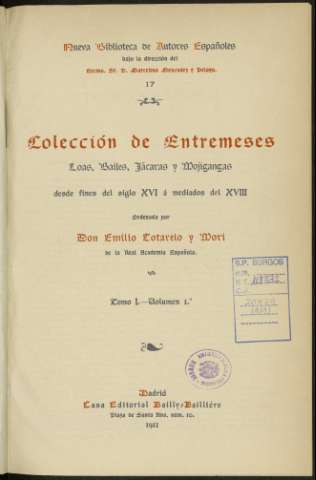 Nueva Biblioteca de Autores Españoles
bajo la dirección del
Excmo. Sr. D. Marcelino Menéndez y Pelayo.
17
Colección de Entremeses
Loas, Bailes, Jácaras y Mojigangas
desde fines del siglo XVI á mediados del XVIII
Ordenada por
Don Emilio Cotarelo y Mori
de la Real Academia Española.
Tomo I.—Volumen 1.º
B.P. BURGOS
Madrid
Casa Editorial Bailly-Bailliére
Plaza de Santa Ana, núm. 10.
1911